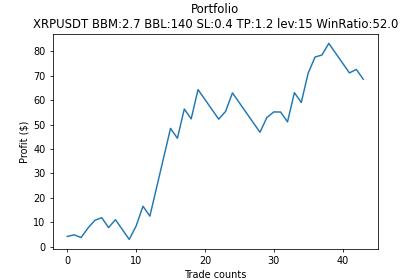 Portfolio
XRPUSDT BBM:2.7 BBL:140 SL:0.4 TP:1.2 lev:15 WinRatio:52.0
80
70
60
50
40
30
20
10
0
Profit ($)
0 10 20 30 40
Trade counts